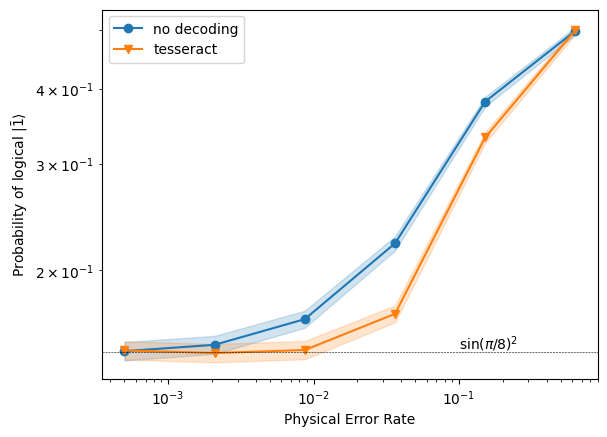 no decoding
tesseract
4 × 10⁻¹
3 × 10⁻¹
2 × 10⁻¹
Probability of logical |1̄⟩
sin(π/8)²
10⁻³
10⁻²
10⁻¹
Physical Error Rate